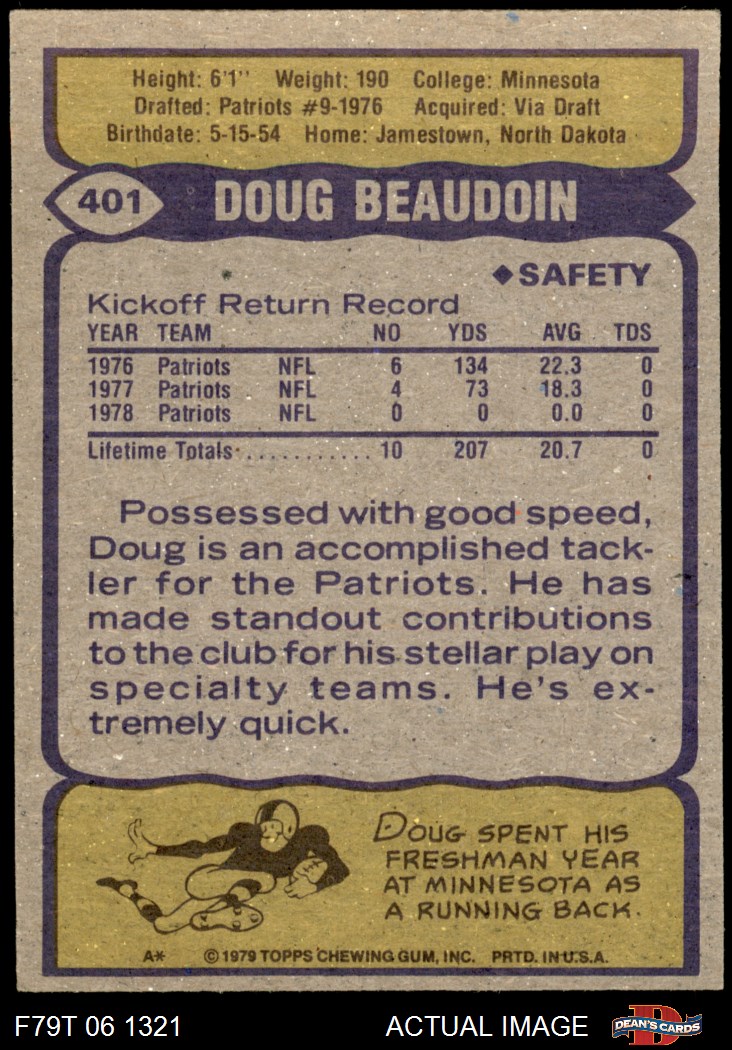 Height: 6'1" Weight: 190 College: Minnesota
Drafted: Patriots #9-1976 Acquired: Via Draft
Birthdate: 5-15-54 Home: Jamestown, North Dakota
401 DOUG BEAUDOIN
◆SAFETY
Kickoff Return Record
YEAR TEAM NO YDS AVG TDS
1976 Patriots NFL 6 134 22.3 0
1977 Patriots NFL 4 73 18.3 0
1978 Patriots NFL 0 0 0.0 0
Lifetime Totals............ 10 207 20.7 0
Possessed with good speed,
Doug is an accomplished tack-
ler for the Patriots. He has
made standout contributions
to the club for his stellar play on
specialty teams. He's ex-
tremely quick.
DOUG SPENT HIS
FRESHMAN YEAR
AT MINNESOTA AS
A RUNNING BACK.
A* ©1979 TOPPS CHEWING GUM, INC. PRTD. IN U.S.A.
F79T 06 1321 ACTUAL IMAGE D DEAN'S CARDS